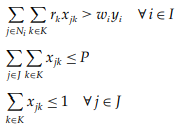 ∑_{j∈N_i} ∑_{k∈K} r_k x_{jk} > w_i y_i ∀ i ∈ I
∑_{j∈J} ∑_{k∈K} x_{jk} ≤ P
∑_{k∈K} x_{jk} ≤ 1 ∀ j ∈ J